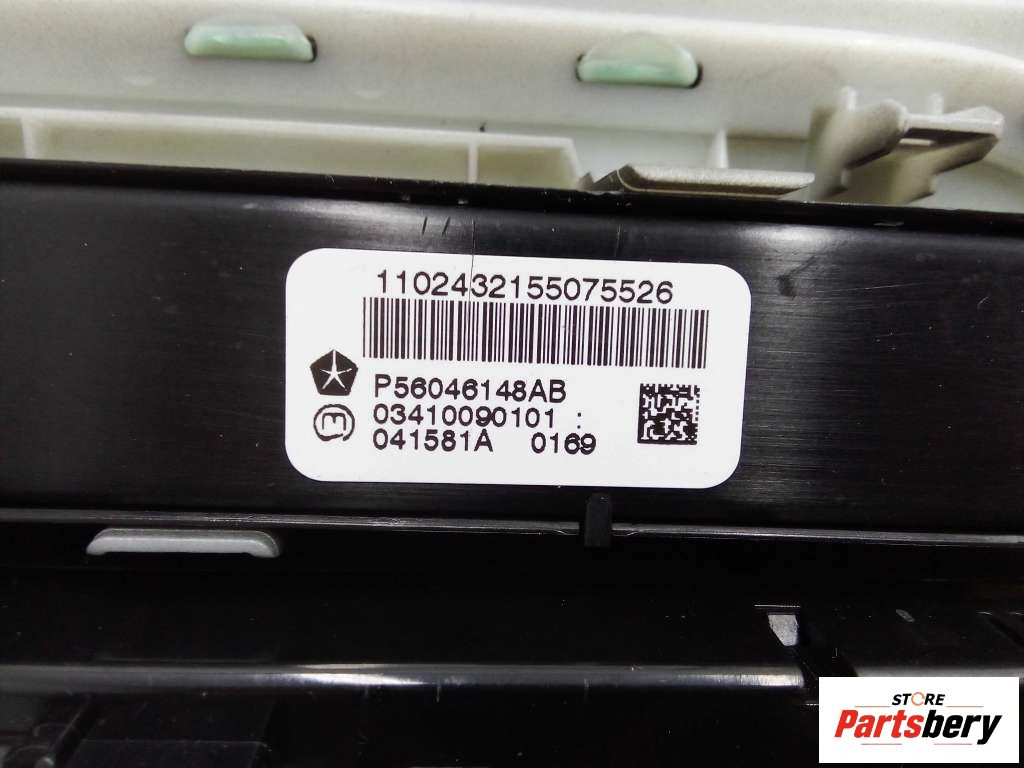 1102432155075526
P56046148AB
03410090101 :
041581A 0169
STORE
Partsbery